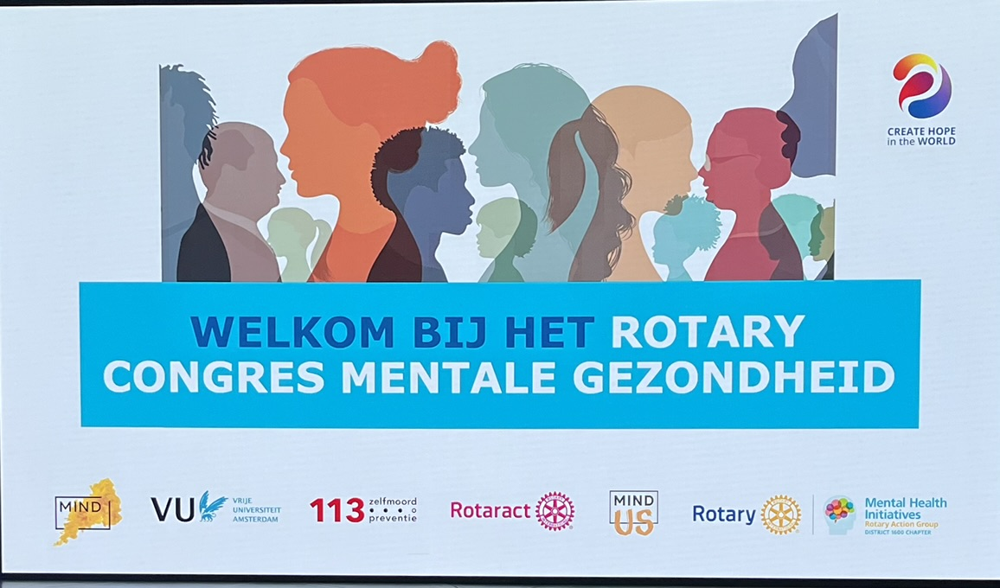 CREATE HOPE
in the WORLD
WELKOM BIJ HET ROTARY
CONGRES MENTALE GEZONDHEID
MIND
VU
VRIJE
UNIVERSITEIT
AMSTERDAM
113
zelfmoord
preventie
Rotaract
MIND
US
Rotary
Mental Health
Initiatives
Rotary Action Group
DISTRICT 1600 CHAPTER